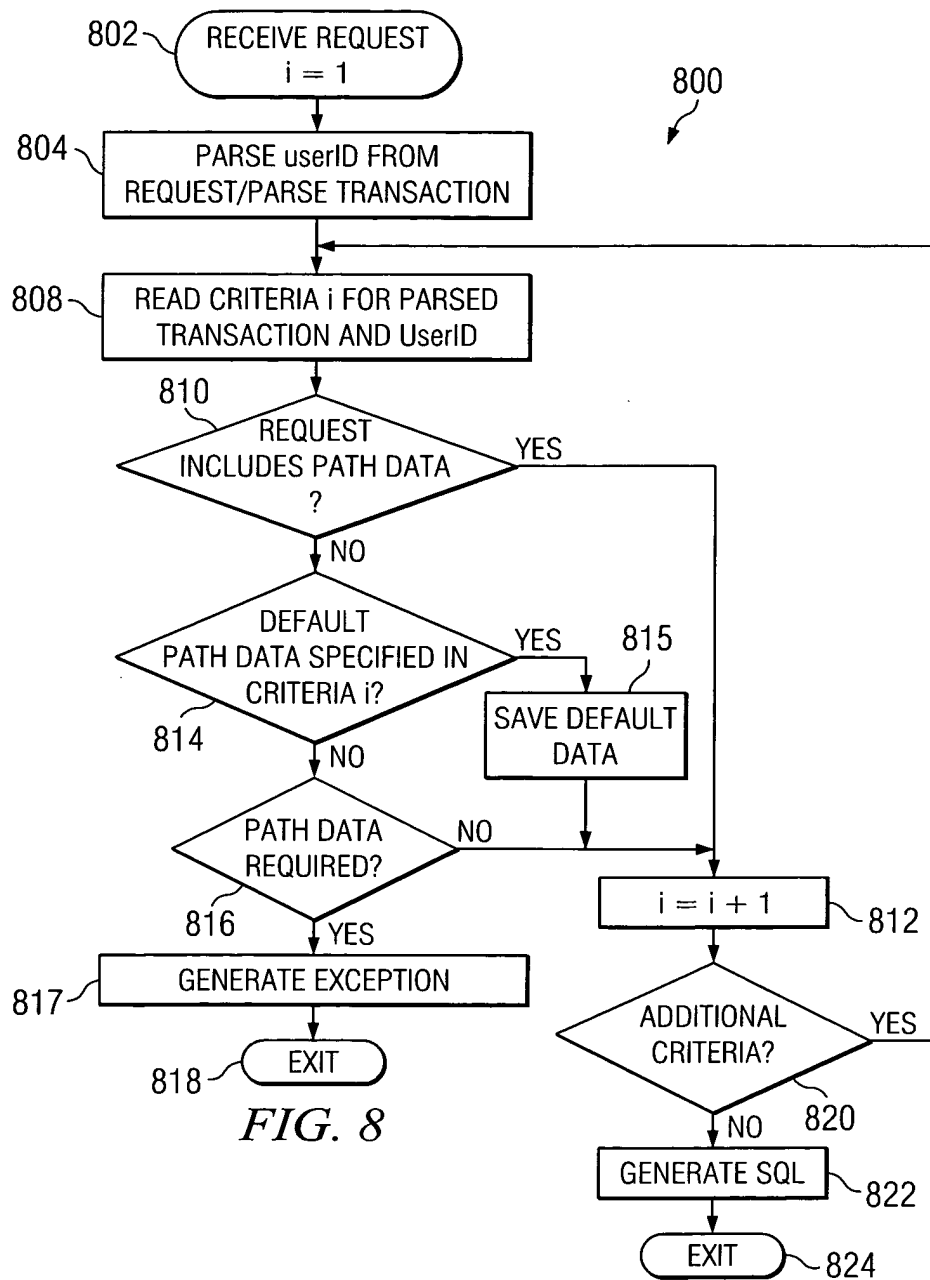 802
RECEIVE REQUEST
i = 1
800
804
PARSE userID FROM
REQUEST/PARSE TRANSACTION
808
READ CRITERIA i FOR PARSED
TRANSACTION AND UserID
810
REQUEST
INCLUDES PATH DATA
?
YES
NO
DEFAULT
PATH DATA SPECIFIED IN
CRITERIA i?
YES
814
815
SAVE DEFAULT
DATA
NO
PATH DATA
REQUIRED?
NO
816
YES
i = i + 1
812
817
GENERATE EXCEPTION
ADDITIONAL
CRITERIA?
YES
820
818
EXIT
FIG. 8
NO
GENERATE SQL
822
EXIT
824